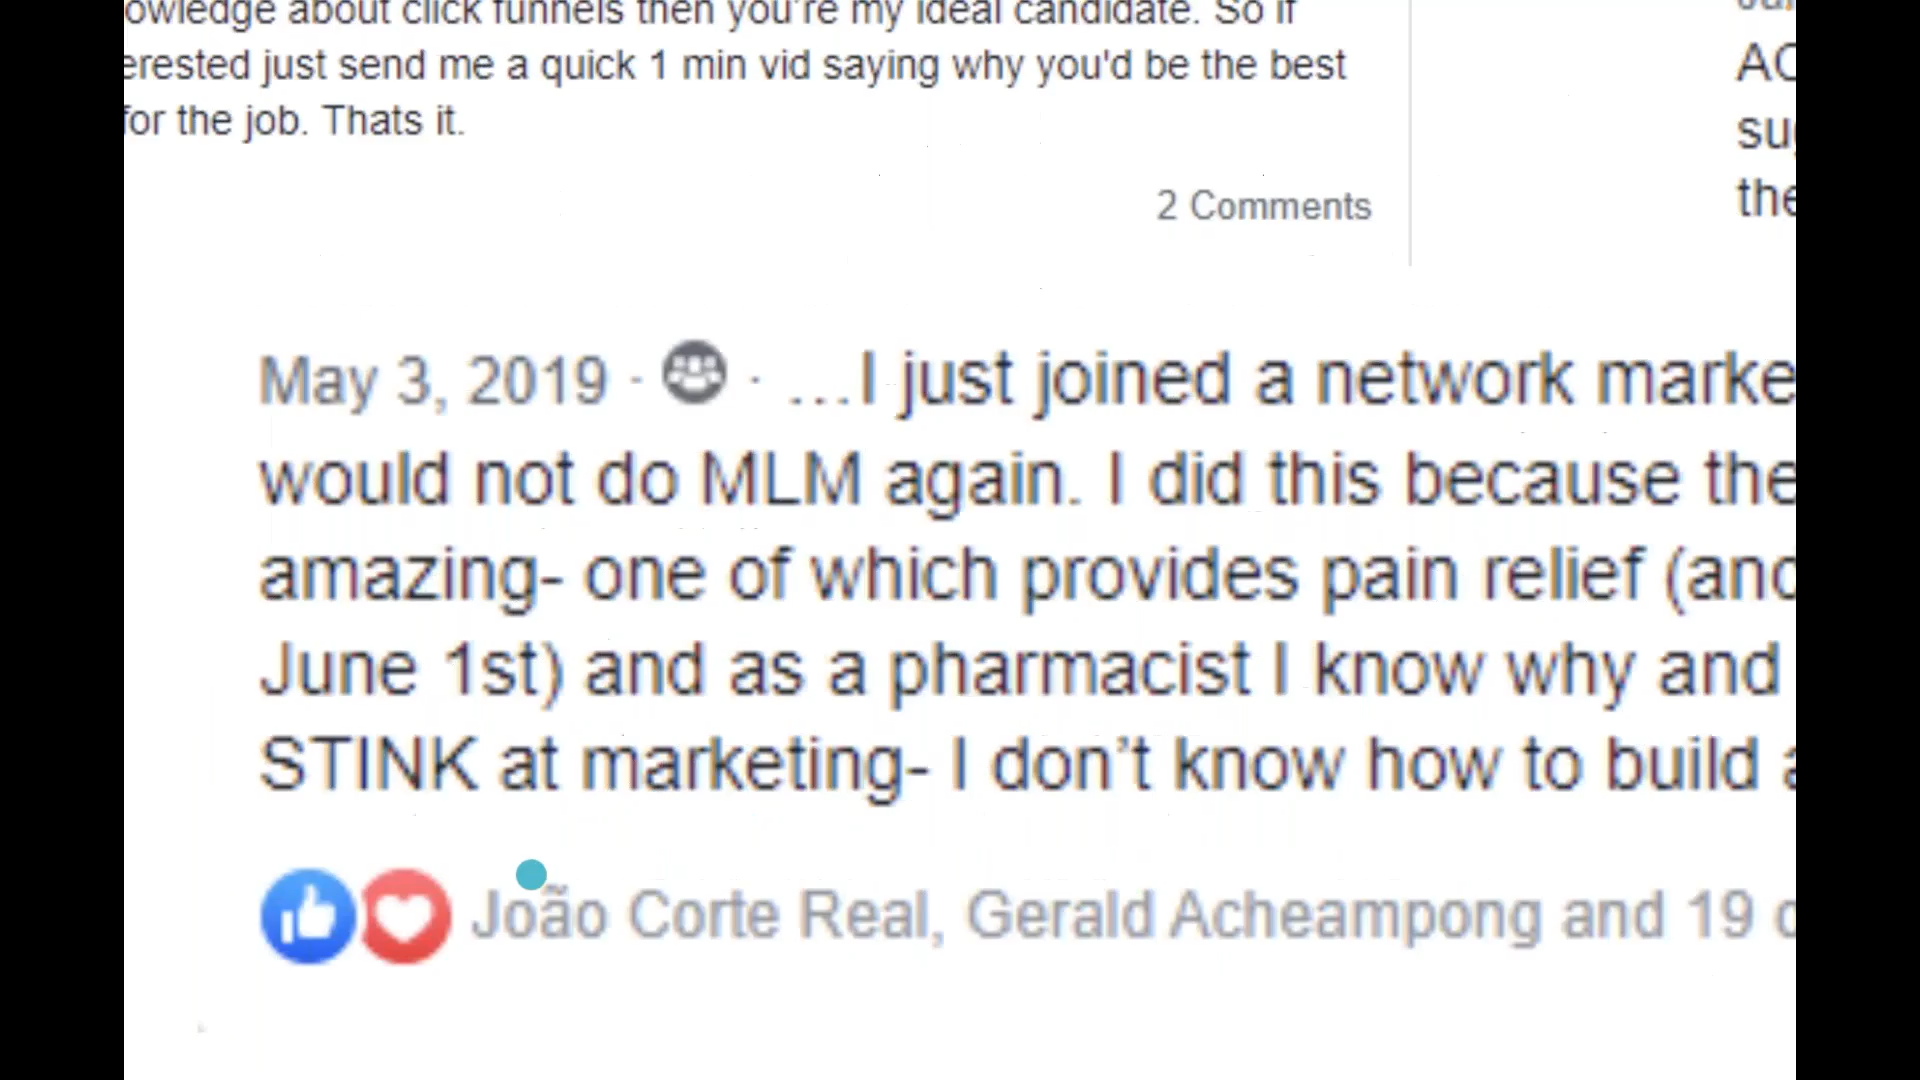 owledge about click funnels then you're my ideal candidate. So if
erested just send me a quick 1 min vid saying why you'd be the best
for the job. Thats it.
2 Comments
AC
su
the
May 3, 2019 · · ...I just joined a network marke
would not do MLM again. I did this because the
amazing- one of which provides pain relief (and
June 1st) and as a pharmacist I know why and
STINK at marketing- I don’t know how to build a
João Corte Real, Gerald Acheampong and 19 o